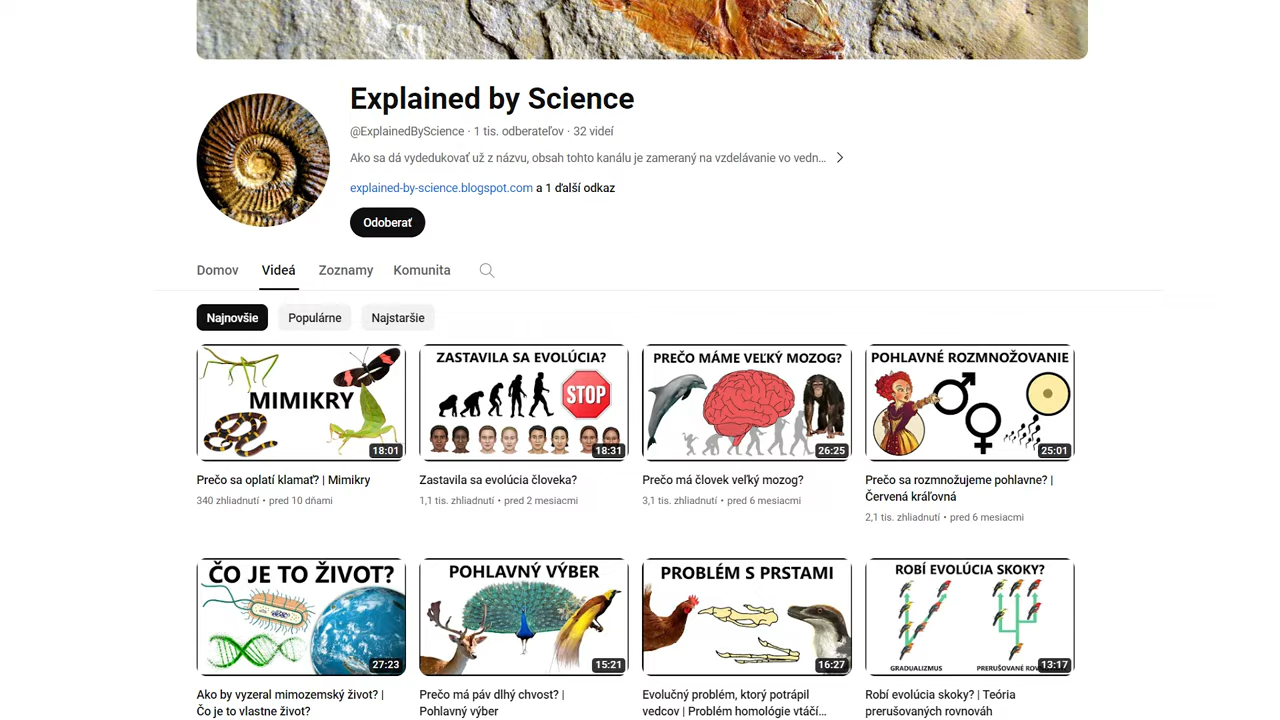 Explained by Science
@ExplainedByScience · 1 tis. odberateľov · 32 videí
Ako sa dá vydedukovať už z názvu, obsah tohto kanálu je zameraný na vzdelávanie vo vedn...
explained-by-science.blogspot.com a 1 ďalší odkaz
Odoberať
Domov Videá Zoznamy Komunita
Najnovšie Populárne Najstaršie
MIMIKRY
18:01
ZASTAVILA SA EVOLÚCIA?
STOP
18:31
PREČO MÁME VEĽKÝ MOZOG?
26:25
POHLAVNÉ ROZMNOŽOVANIE
25:01
Prečo sa oplatí klamať? | Mimikry
340 zhliadnutí • pred 10 dňami
Zastavila sa evolúcia človeka?
1,1 tis. zhliadnutí • pred 2 mesiacmi
Prečo má človek veľký mozog?
3,1 tis. zhliadnutí • pred 6 mesiacmi
Prečo sa rozmnožujeme pohlavne? |
Červená kráľovná
2,1 tis. zhliadnutí • pred 6 mesiacmi
ČO JE TO ŽIVOT?
27:23
POHLAVNÝ VÝBER
15:21
PROBLÉM S PRSTAMI
16:27
ROBÍ EVOLÚCIA SKOKY?
GRADUALIZMUS
PRERUŠOVANÉ
13:17
Ako by vyzeral mimozemský život? |
Čo je to vlastne život?
Prečo má páv dlhý chvost? |
Pohlavný výber
Evolučný problém, ktorý potrápil
vedcov | Problém homológie vtáčí...
Robí evolúcia skoky? | Teória
prerušovaných rovnováh